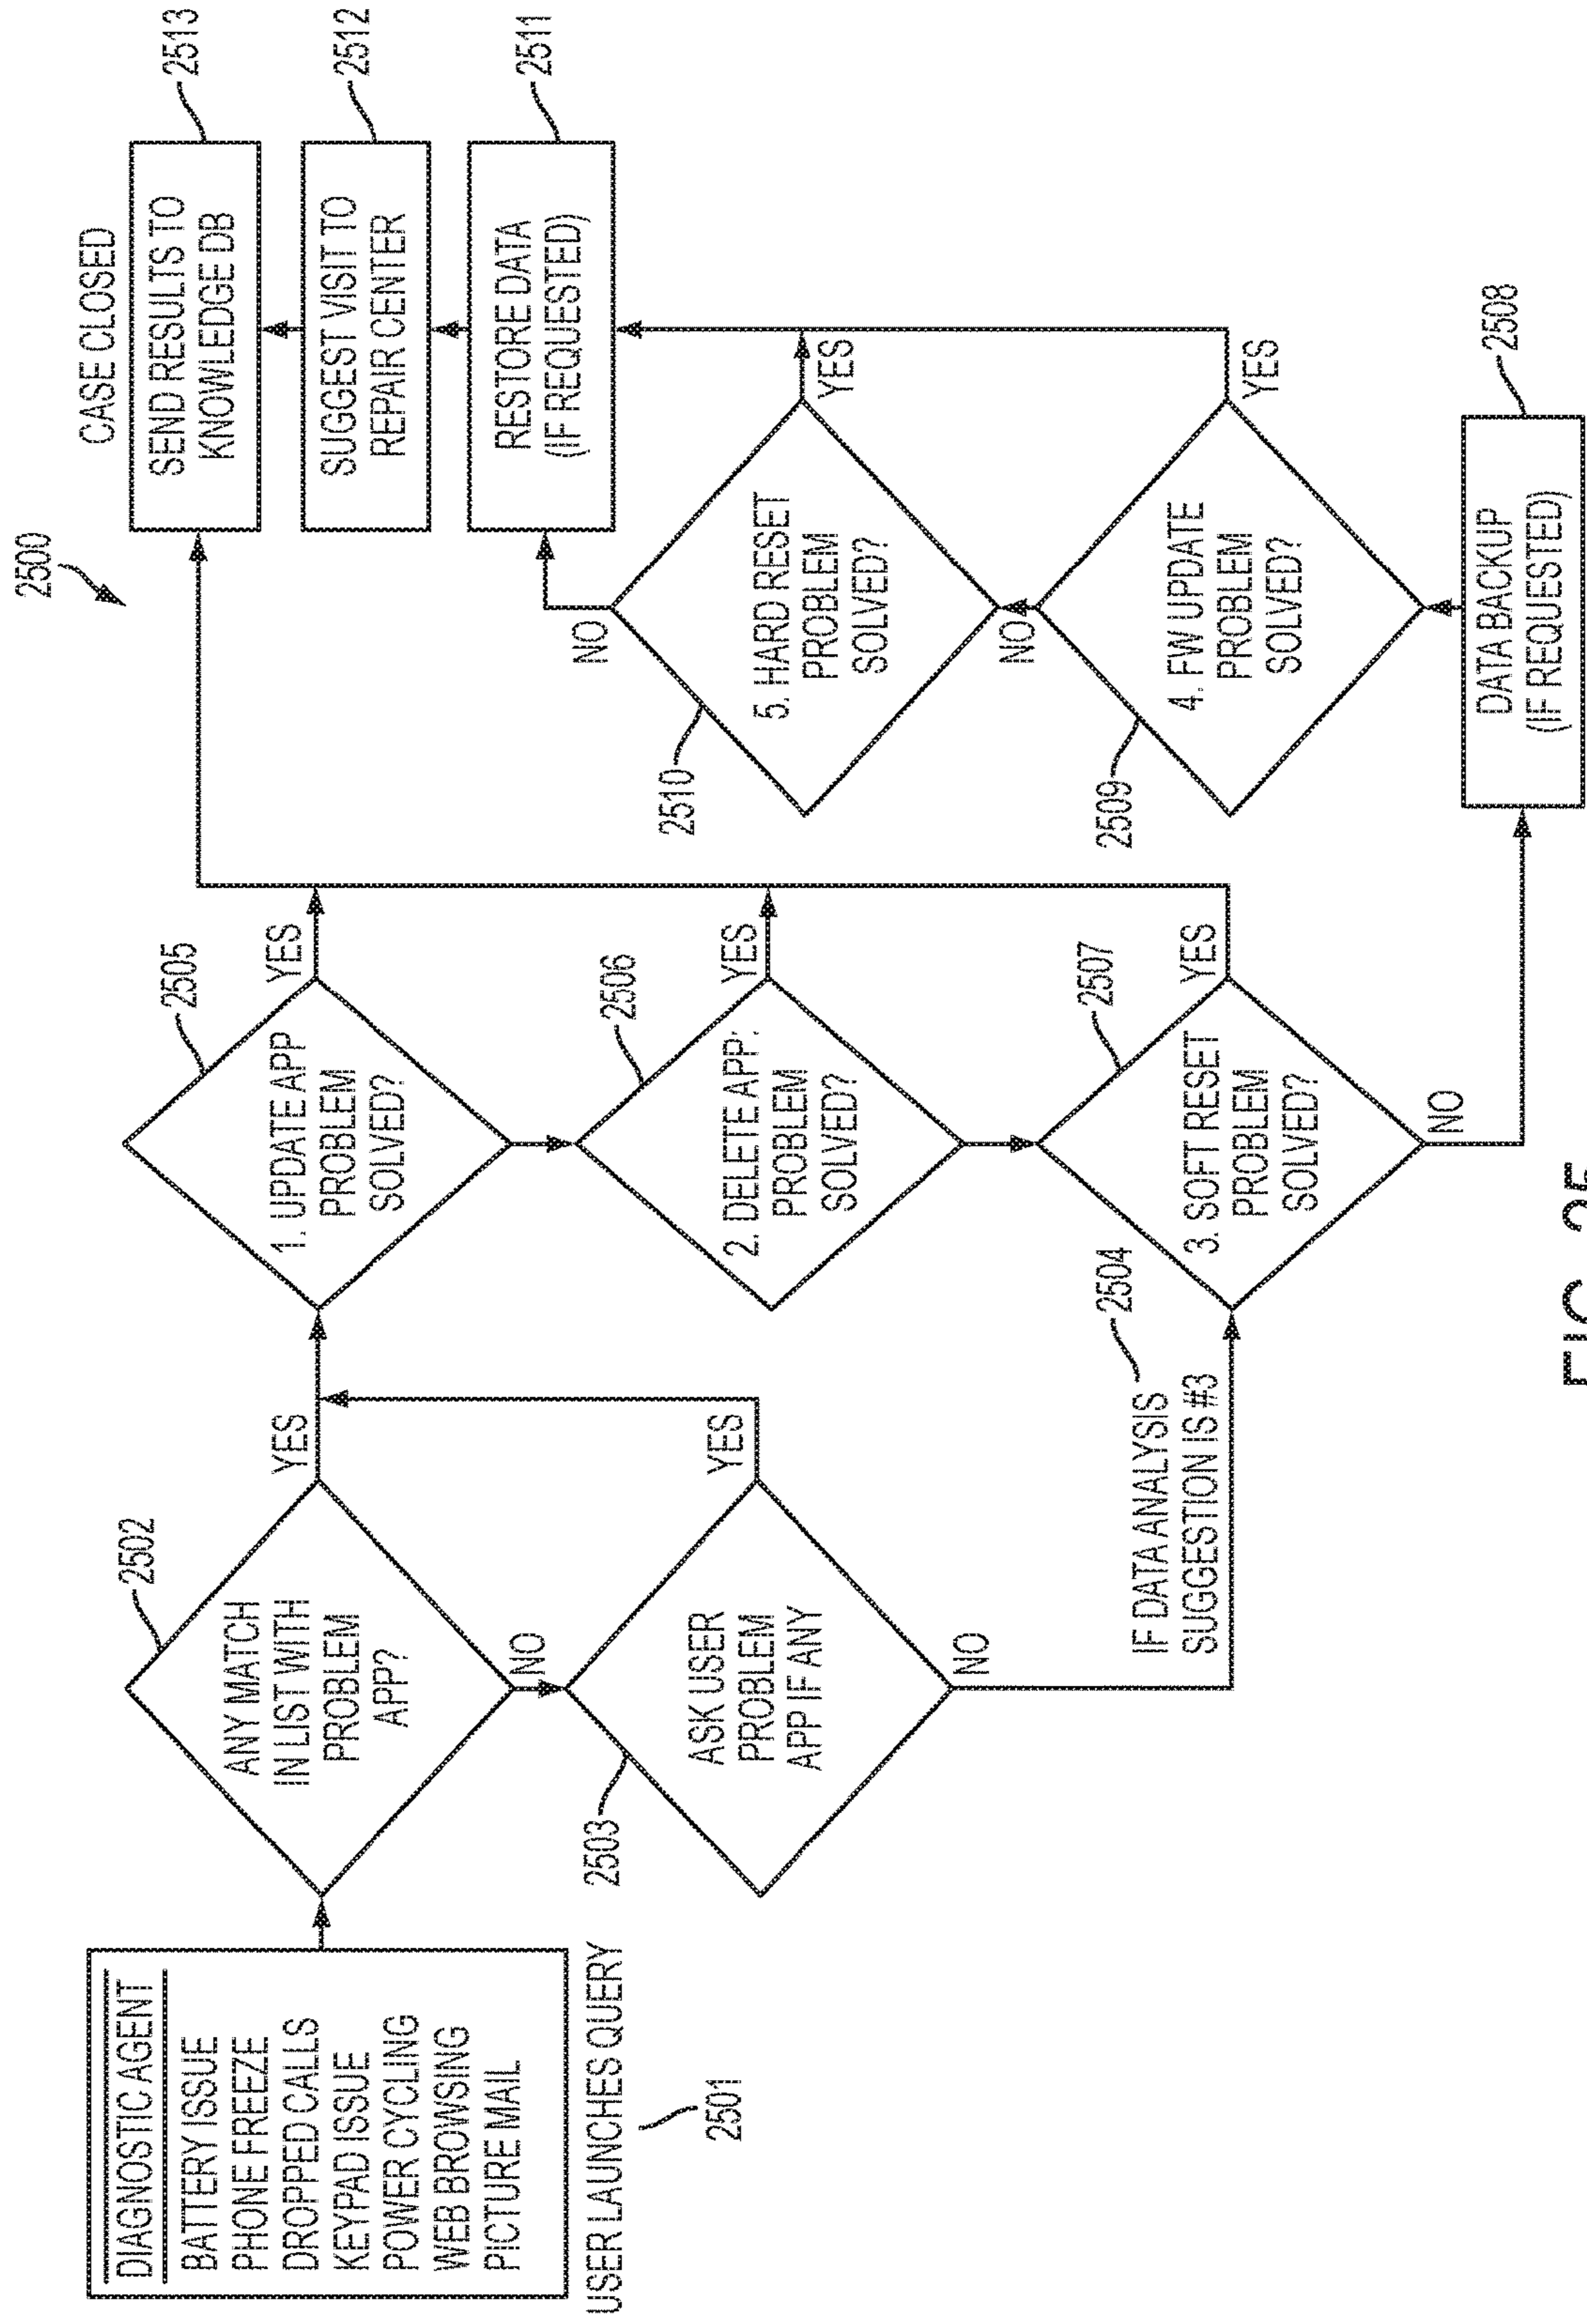 2500
DIAGNOSTIC AGENT
BATTERY ISSUE
PHONE FREEZE
DROPPED CALLS
KEYPAD ISSUE
POWER CYCLING
WEB BROWSING
PICTURE MAIL
USER LAUNCHES QUERY
2501
2502
ANY MATCH
IN LIST WITH
PROBLEM
APP?
YES
NO
2503
ASK USER
PROBLEM
APP IF ANY
YES
NO
IF DATA ANALYSIS
SUGGESTION IS #3
2504
2505
1. UPDATE APP
PROBLEM
SOLVED?
YES
2506
2. DELETE APP:
PROBLEM
SOLVED?
YES
2507
3. SOFT RESET
PROBLEM
SOLVED?
YES
NO
2508
DATA BACKUP
(IF REQUESTED)
2509
4. FW UPDATE
PROBLEM
SOLVED?
YES
NO
2510
5. HARD RESET
PROBLEM
SOLVED?
YES
NO
2511
RESTORE DATA
(IF REQUESTED)
2512
SUGGEST VISIT TO
REPAIR CENTER
2513
CASE CLOSED
SEND RESULTS TO
KNOWLEDGE DB
FIG. 25